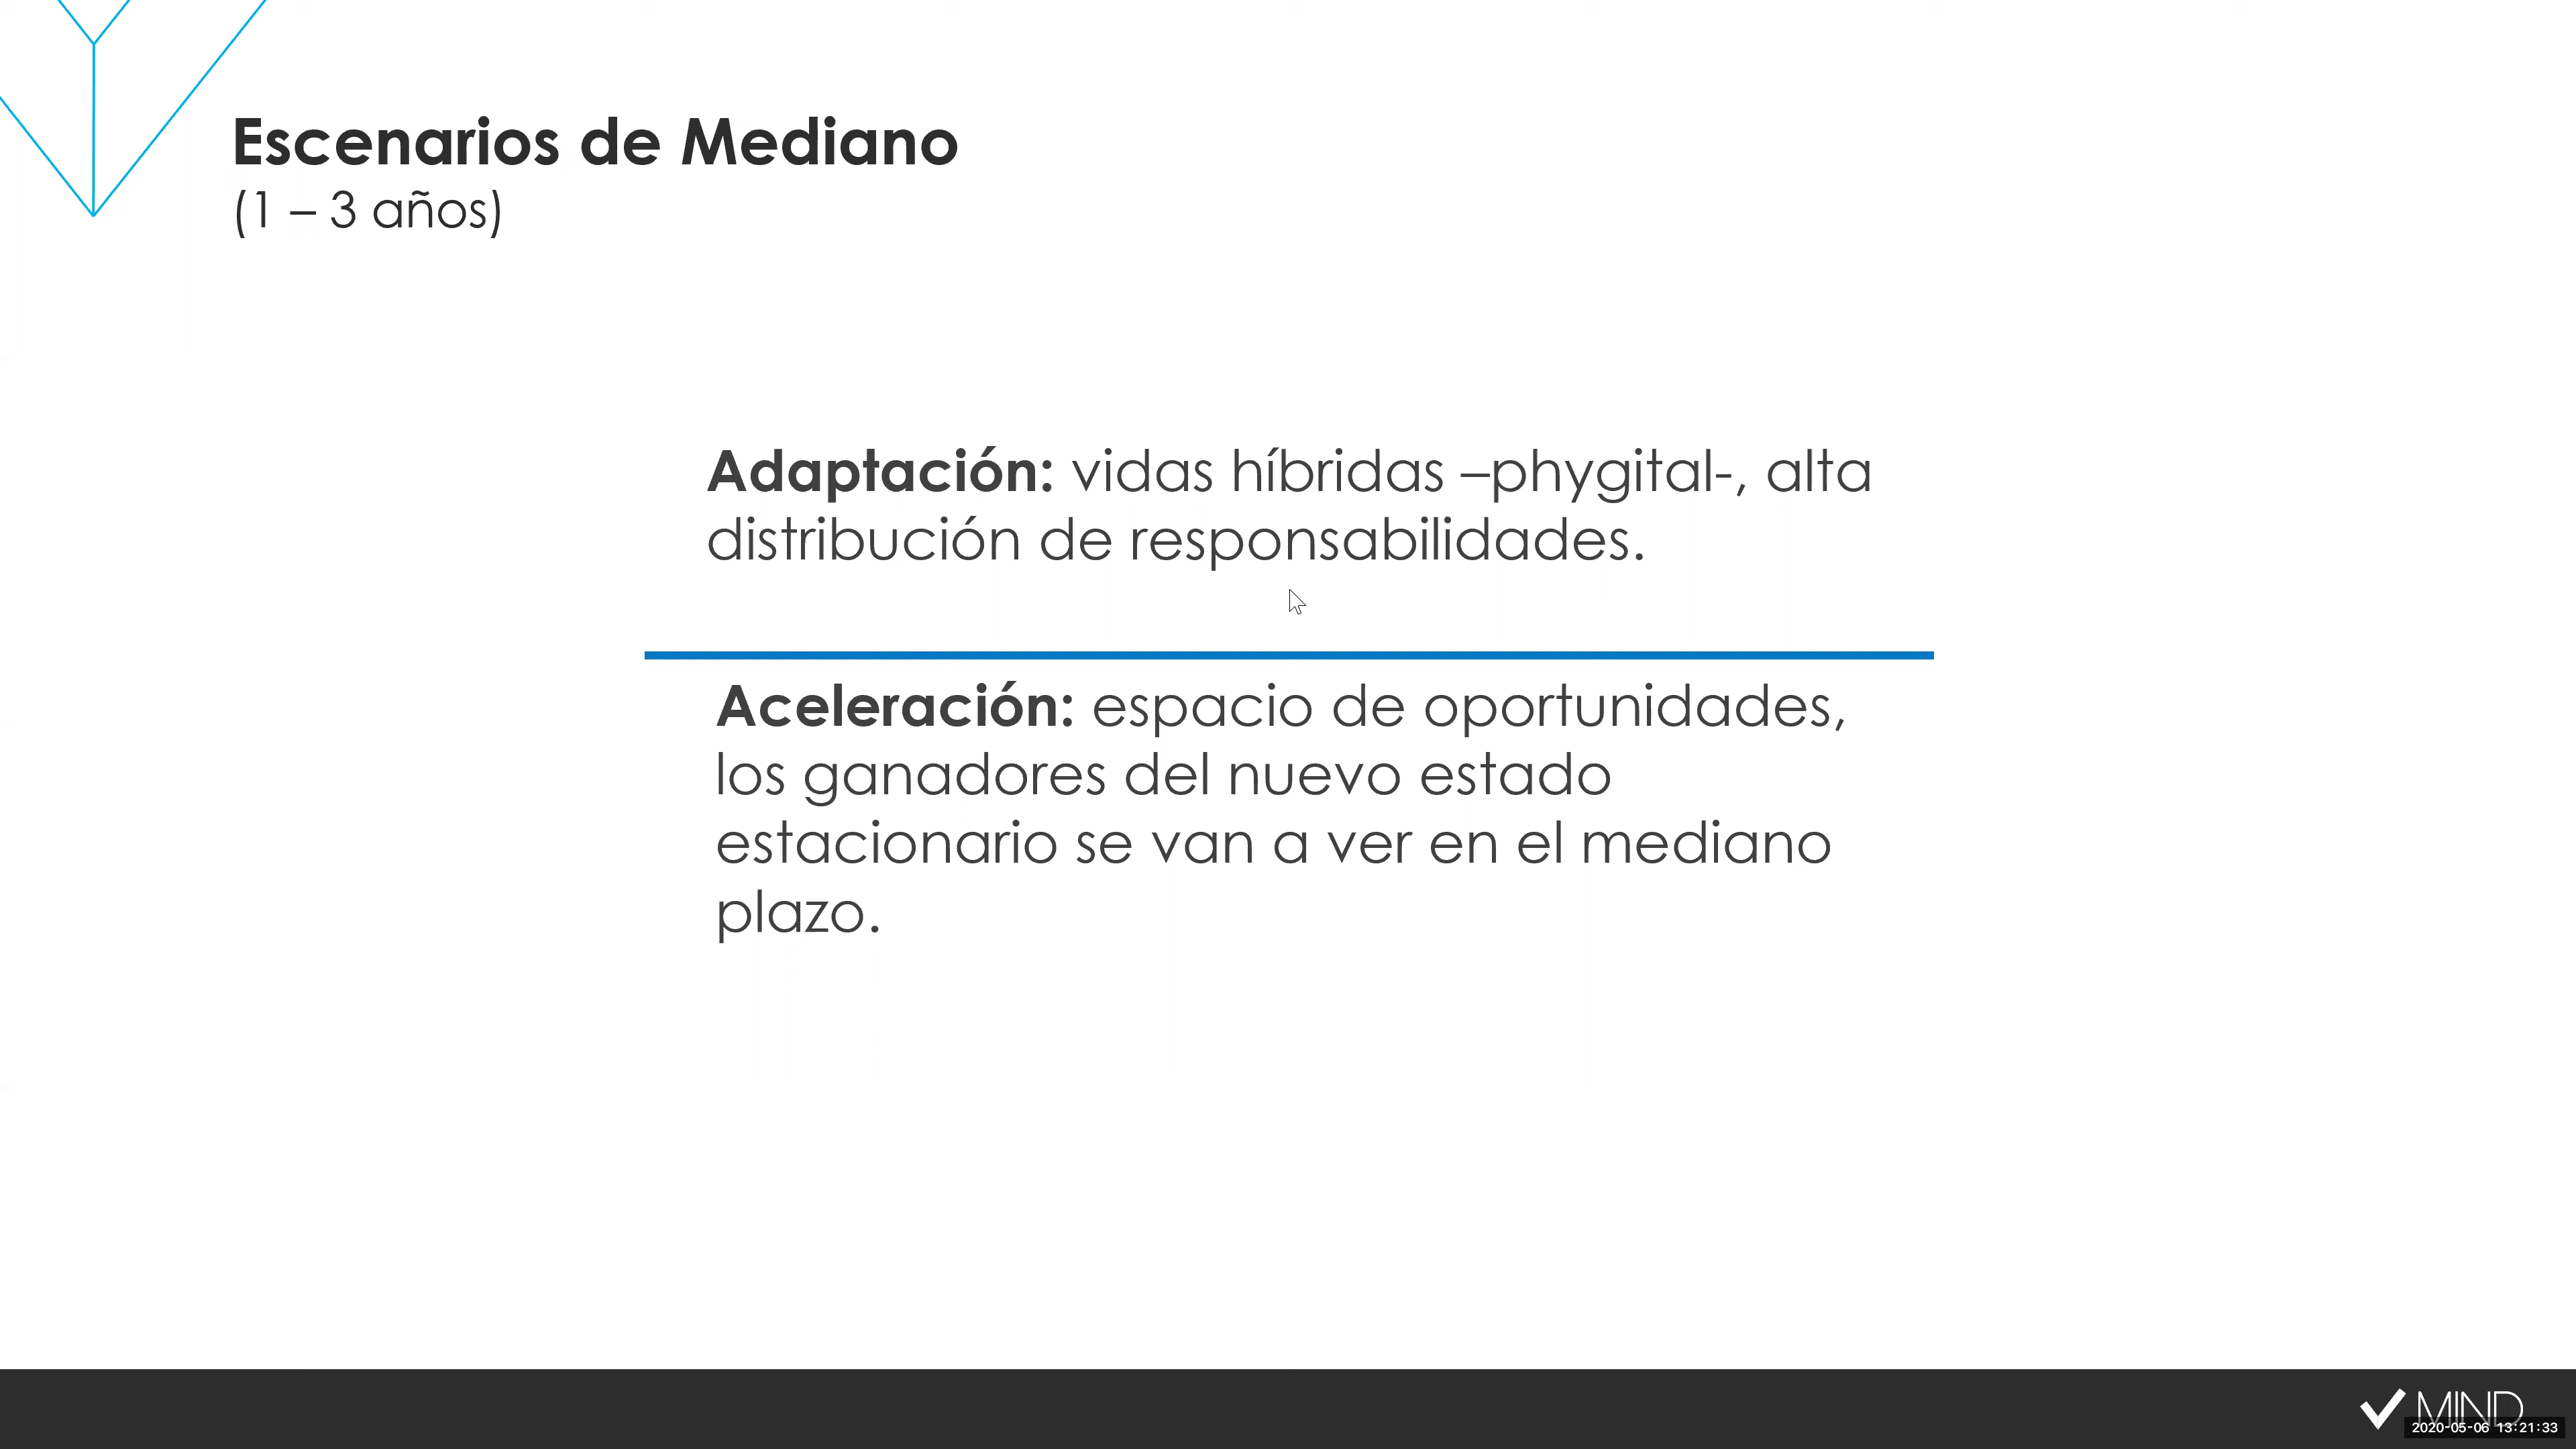 Escenarios de Mediano
(1 – 3 años)
Adaptación: vidas híbridas –phygital-, alta
distribución de responsabilidades.
Aceleración: espacio de oportunidades,
los ganadores del nuevo estado
estacionario se van a ver en el mediano
plazo.
MIND
2020-05-06 13:21:33